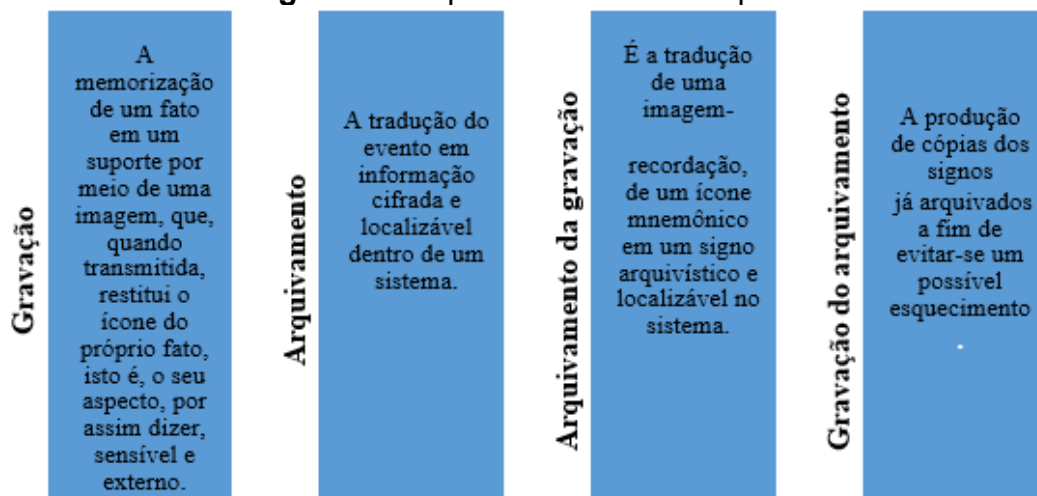 Gravação
A
memorização
de um fato
em um
suporte por
meio de uma
imagem, que,
quando
transmitida,
restitui o
ícone do
próprio fato,
isto é, o seu
aspecto, por
assim dizer,
sensível e
externo.
Arquivamento
A tradução do
evento em
informação
cifrada e
localizável
dentro de um
sistema.
Arquivamento da gravação
É a tradução
de uma
imagem-
recordação,
de um ícone
mnemônico
em um signo
arquivístico e
localizável no
sistema.
Gravação do arquivamento
A produção
de cópias dos
signos
já arquivados
a fim de
evitar-se um
possível
esquecimento
.